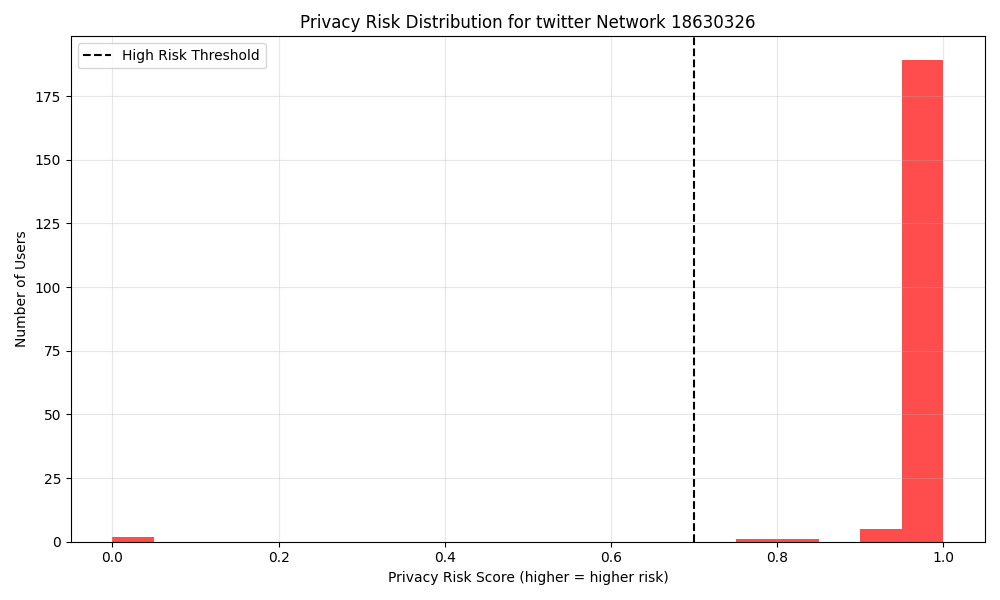 Privacy Risk Distribution for twitter Network 18630326
High Risk Threshold
175
150
125
100
75
50
25
0
Number of Users
0.0 0.2 0.4 0.6 0.8 1.0
Privacy Risk Score (higher = higher risk)